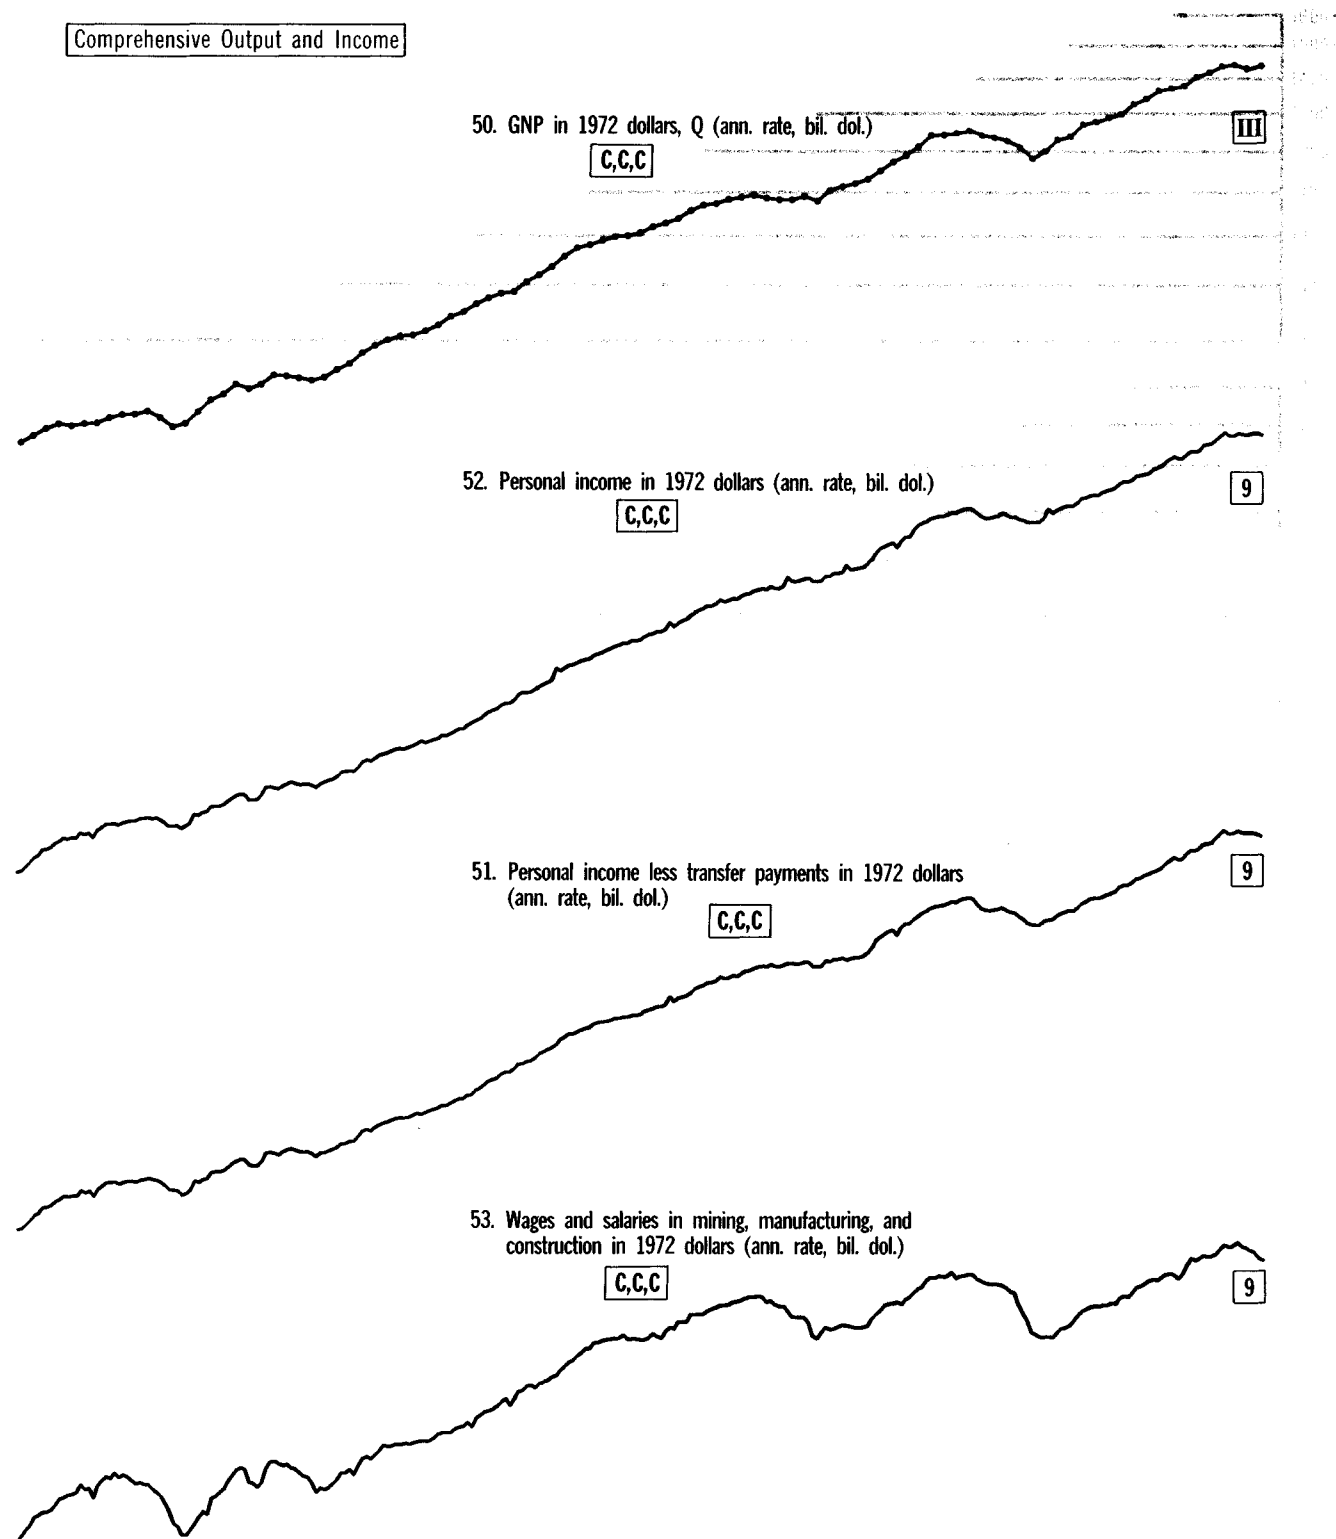 Comprehensive Output and Income
50. GNP in 1972 dollars, Q (ann. rate, bil. dol.)
C,C,C
III
52. Personal income in 1972 dollars (ann. rate, bil. dol.)
C,C,C
9
51. Personal income less transfer payments in 1972 dollars
(ann. rate, bil. dol.)
C,C,C
9
53. Wages and salaries in mining, manufacturing, and
construction in 1972 dollars (ann. rate, bil. dol.)
C,C,C
9